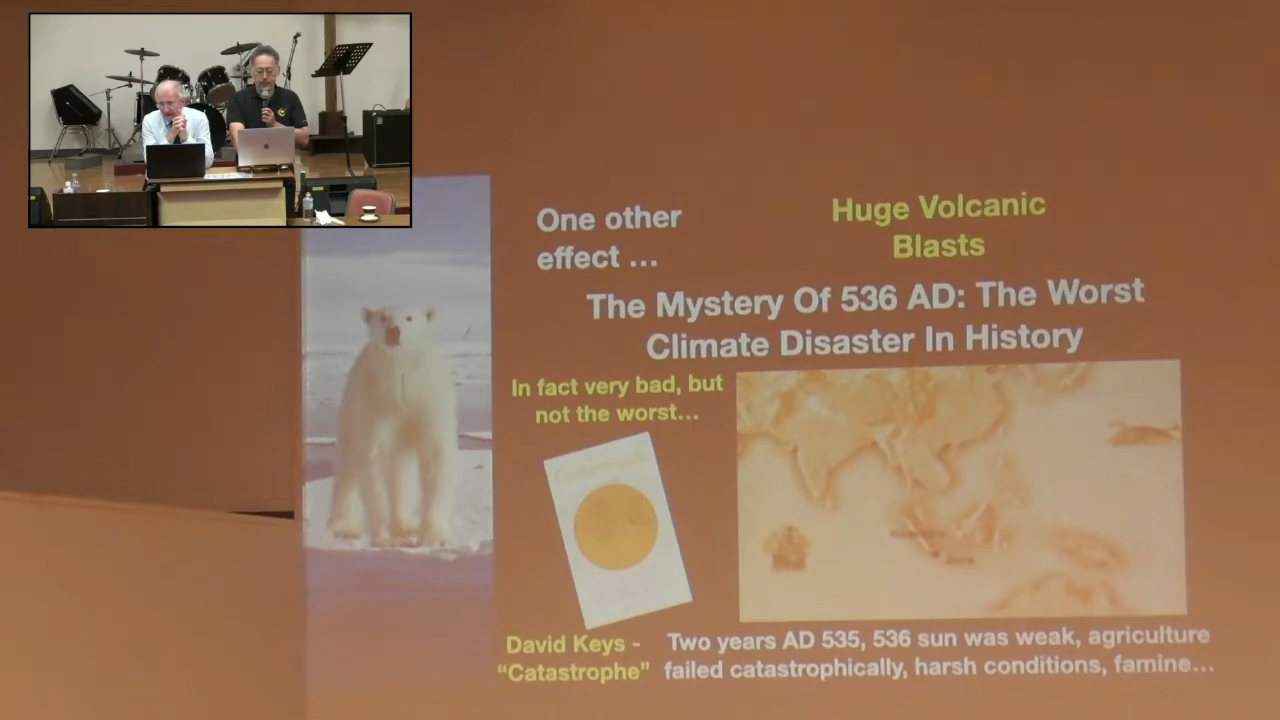 One other
effect ...
Huge Volcanic
Blasts
The Mystery Of 536 AD: The Worst
Climate Disaster In History
In fact very bad, but
not the worst...
David Keys -
“Catastrophe”
Two years AD 535, 536 sun was weak, agriculture
failed catastrophically, harsh conditions, famine...